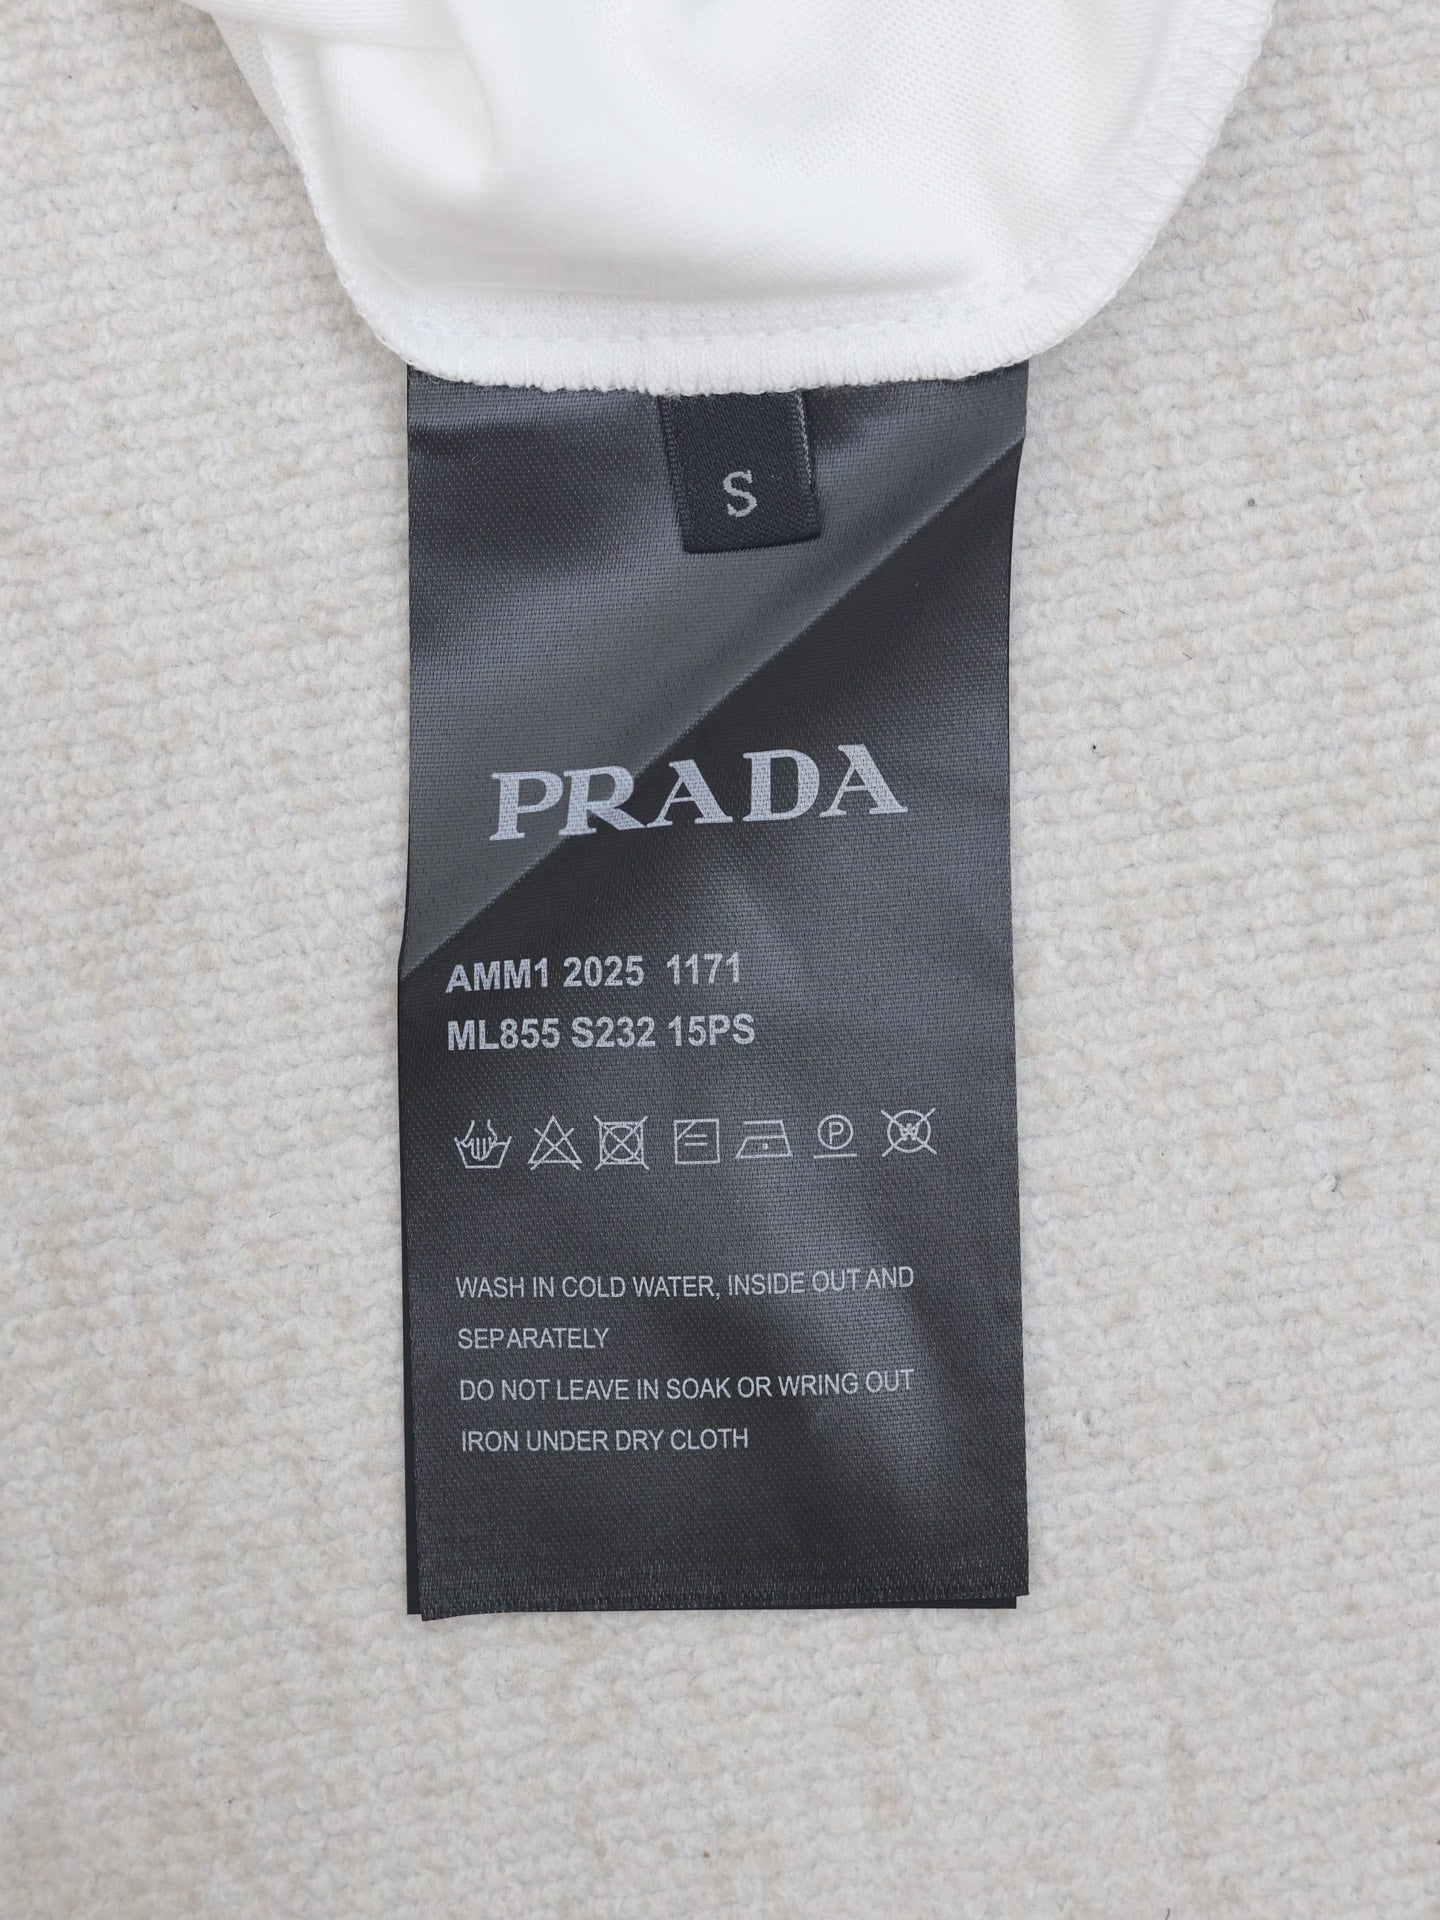 S
PRADA
AMM1 2025 1171
ML855 S232 15PS
P
W
WASH IN COLD WATER, INSIDE OUT AND
SEPARATELY
DO NOT LEAVE IN SOAK OR WRING OUT
IRON UNDER DRY CLOTH